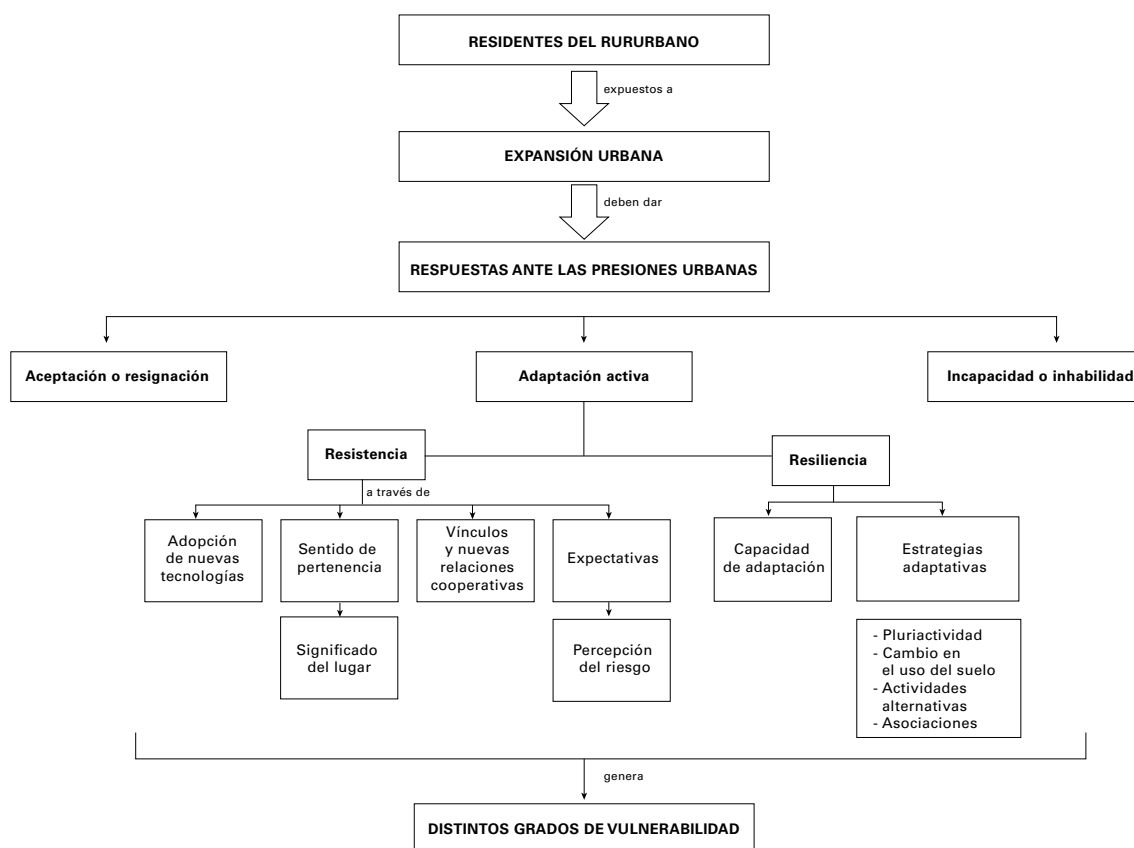 RESIDENTES DEL RURURBANO
expuestos a
EXPANSIÓN URBANA
deben dar
RESPUESTAS ANTE LAS PRESIONES URBANAS
Aceptación o resignación
Adaptación activa
Incapacidad o inhabilidad
Resistencia
Resiliencia
a través de
Adopción
de nuevas
tecnologías
Sentido de
pertenencia
Vínculos
y nuevas
relaciones
cooperativas
Expectativas
Capacidad
de adaptación
Estrategias
adaptativas
Significado
del lugar
Percepción
del riesgo
- Pluriactividad
- Cambio en
el uso del suelo
- Actividades
alternativas
- Asociaciones
genera
DISTINTOS GRADOS DE VULNERABILIDAD